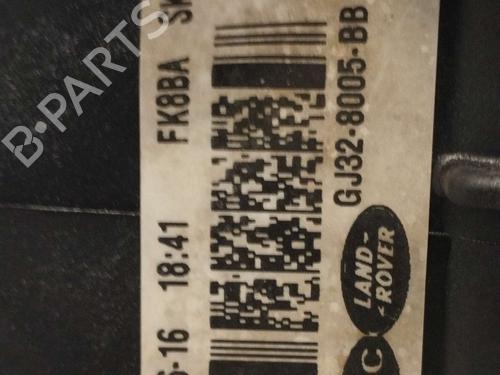 B-PARTS
FK8BA
18:41
GJ32-8005-BB
LAND-
-ROVER
C